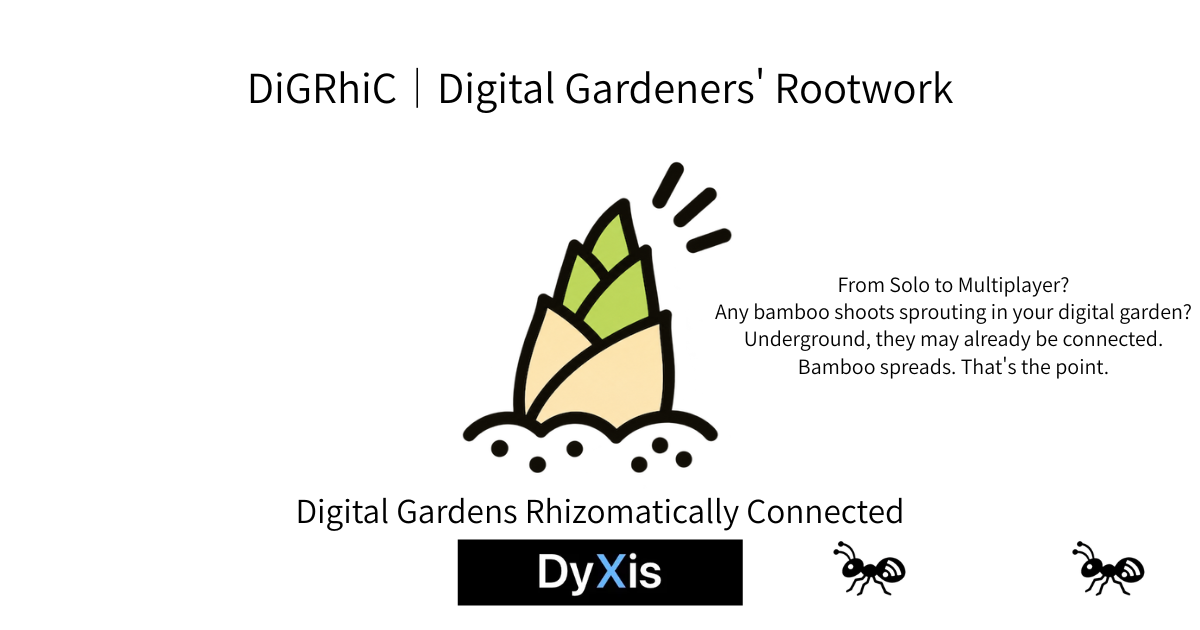 DiGRhiC｜Digital Gardeners' Rootwork
From Solo to Multiplayer?
Any bamboo shoots sprouting in your digital garden?
Underground, they may already be connected.
Bamboo spreads. That's the point.
Digital Gardens Rhizomatically Connected
DyXis